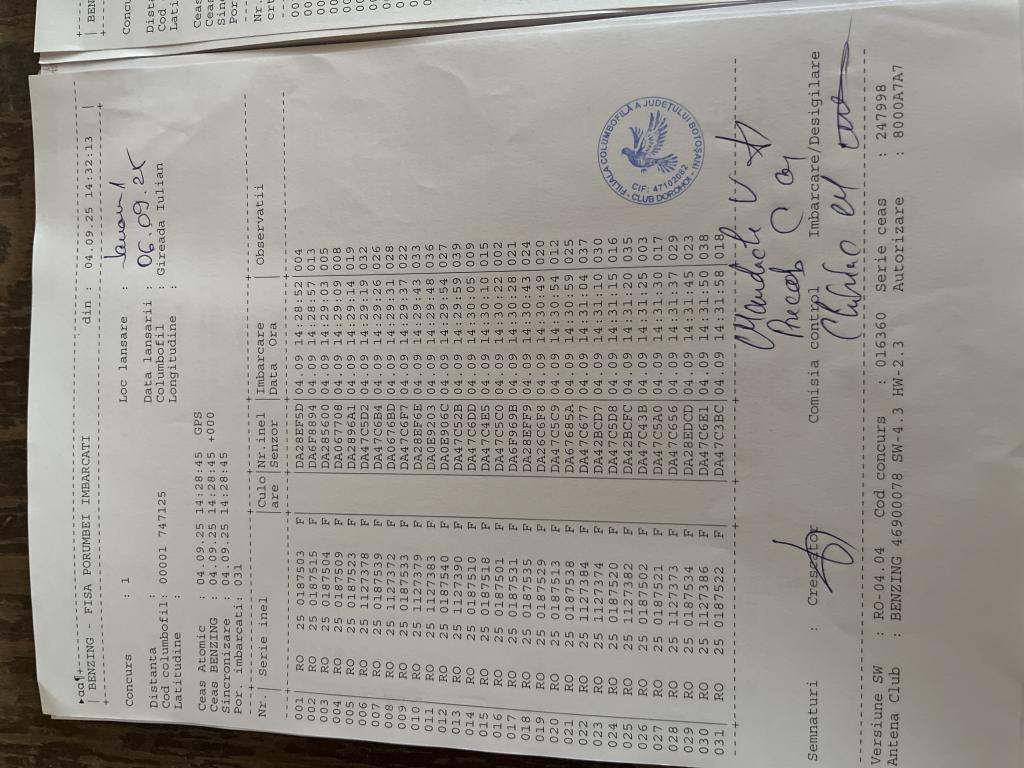 BENZING - FISA PORUMBEI IMBARCATI din : 04.09.25 14:32:13
Concurs : 1 Loc lansare :
Distanta : Data lansarii : 06.09.25
Cod columbofil: 00001 747125 Columbofil : Gireada Iulian
Latitudine : Longitudine :
Ceas Atomic : 04.09.25 14:28:45 GPS
Ceas BENZING : 04.09.25 14:28:45 +000
Sincronizare : 04.09.25 14:28:45
Por. imbarcati: 031
Nr. | Serie inel | Culo | Nr inel | Imbarcare | Observatii
crt | | are | Senzor | Data Ora |
001| RO 25 0187503 F |DA28EF5D 04.09 14:28:52 004
002| RO 25 0187515 F |DA6F8894 04.09 14:28:57 013
003| RO 25 0187504 F |DA285600 04.09 14:29:03 005
004| RO 25 0187509 F |DA067708 04.09 14:29:09 008
005| RO 25 0187523 F |DA2896A1 04.09 14:29:14 019
006| RO 25 1127378 F |DA47C5D2 04.09 14:29:19 032
007| RO 25 0187539 F |DA47C6B4 04.09 14:29:26 026
008| RO 25 1127372 F |DA0676BD 04.09 14:29:31 028
009| RO 25 0187533 F |DA47C6F7 04.09 14:29:37 022
010| RO 25 1127379 F |DA28EF6E 04.09 14:29:43 033
011| RO 25 1127383 F |DA0E9203 04.09 14:29:48 036
012| RO 25 0187540 F |DA0E906C 04.09 14:29:54 027
013| RO 25 1127390 F |DA47C52B 04.09 14:29:59 039
014| RO 25 0187510 F |DA47C6DD 04.09 14:30:05 009
015| RO 25 0187518 F |DA47C4E5 04.09 14:30:10 015
016| RO 25 0187501 F |DA47C5C0 04.09 14:30:22 002
017| RO 25 0187531 F |DA6F969B 04.09 14:30:28 021
018| RO 25 0187535 F |DA28EFF9 04.09 14:30:43 024
019| RO 25 0187529 F |DA26C6F8 04.09 14:30:49 020
020| RO 25 0187513 F |DA47C5C9 04.09 14:30:54 012
021| RO 25 0187538 F |DA67685A 04.09 14:30:59 025
022| RO 25 1127384 F |DA47C677 04.09 14:31:04 037
023| RO 25 1127374 F |DA42BCD7 04.09 14:31:10 030
024| RO 25 0187520 F |DA47C5D8 04.09 14:31:15 016
025| RO 25 1127382 F |DA42BCFC 04.09 14:31:20 035
026| RO 25 0187502 F |DA47C43B 04.09 14:31:25 003
027| RO 25 0187521 F |DA47C5A0 04.09 14:31:30 017
028| RO 25 1127373 F |DA47C656 04.09 14:31:37 029
029| RO 25 0187534 F |DA28EDCD 04.09 14:31:45 023
030| RO 25 1127386 F |DA47C6E1 04.09 14:31:50 038
031| RO 25 0187522 F |DA47C3BC 04.09 14:31:58 018
FILIALA COLUMBOFILĂ A JUDEȚULUI BOTOȘANI - CLUB DOROHOI -
CIF: 47102082
Semnaturi : Crescator Comisia control Imbarcare/Desigilare
Versiune SW : RO-04.04 Cod concurs : 016360 Serie ceas : 247998
Antena Club : BENZING 46900078 SW-4.3 HW-2.3 Autorizare : 8000A7A7